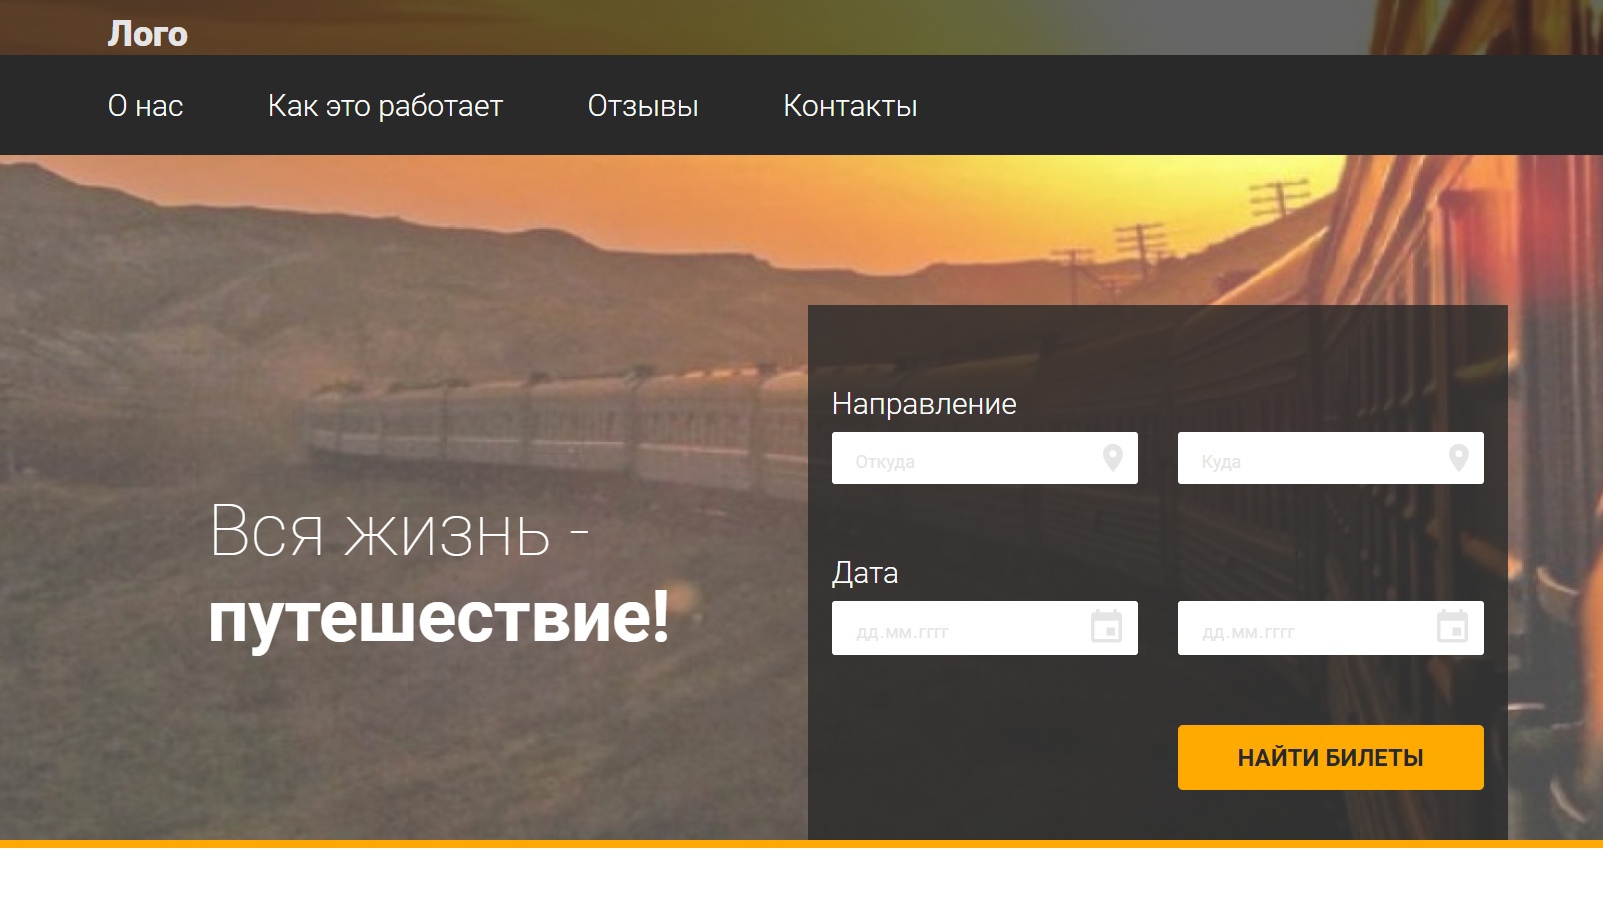 Лого
О нас Как это работает Отзывы Контакты
Направление
Откуда Куда
Вся жизнь -
путешествие!
Дата
дд.мм.гггг дд.мм.гггг
НАЙТИ БИЛЕТЫ